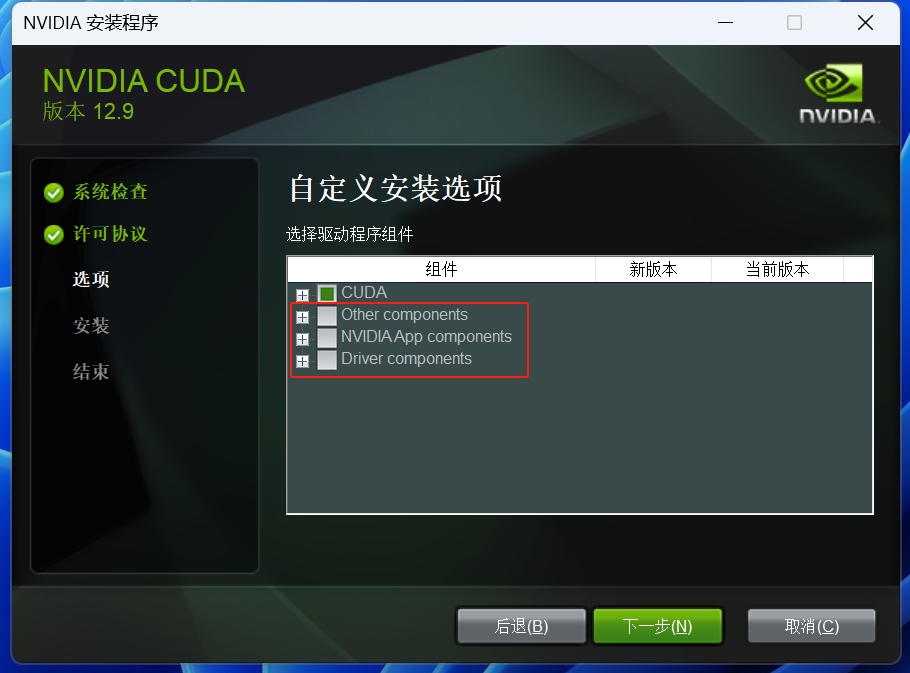 NVIDIA 安装程序
NVIDIA CUDA
版本 12.9
NVIDIA.
系统检查
许可协议
选项
安装
结束
自定义安装选项
选择驱动程序组件
组件 新版本 当前版本
CUDA
Other components
NVIDIA App components
Driver components
后退(B) 下一步(N) 取消(C)